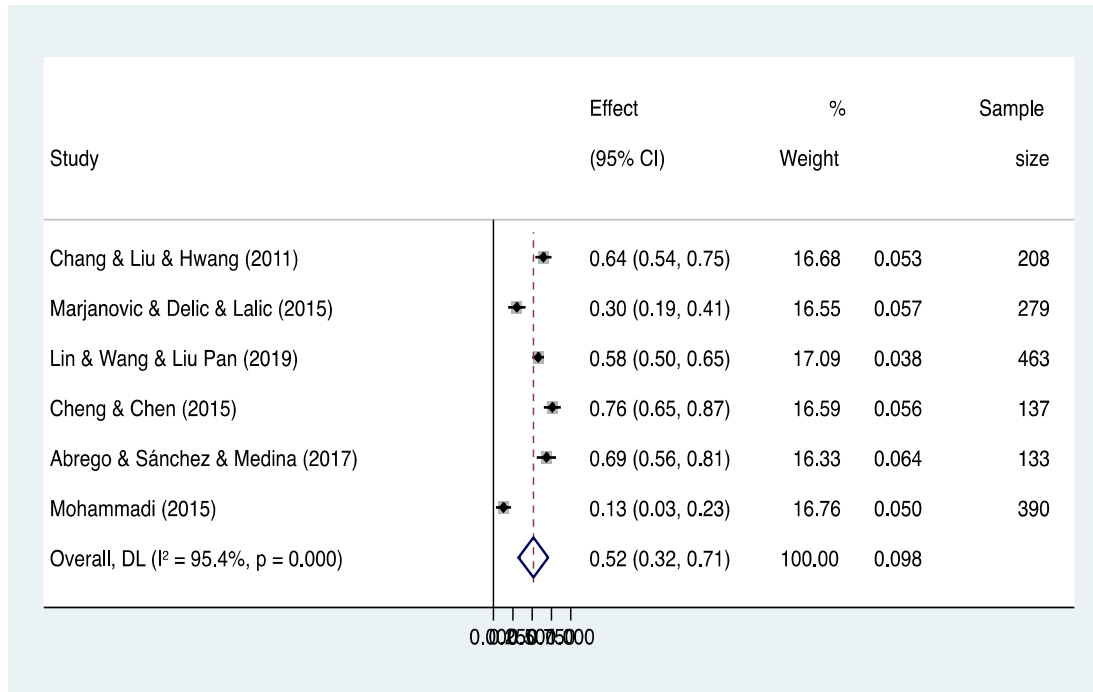 Effect % Sample
Study (95% CI) Weight size
Chang & Liu & Hwang (2011) 0.64 (0.54, 0.75) 16.68 0.053 208
Marjanovic & Delic & Lalic (2015) 0.30 (0.19, 0.41) 16.55 0.057 279
Lin & Wang & Liu Pan (2019) 0.58 (0.50, 0.65) 17.09 0.038 463
Cheng & Chen (2015) 0.76 (0.65, 0.87) 16.59 0.056 137
Abrego & Sánchez & Medina (2017) 0.69 (0.56, 0.81) 16.33 0.064 133
Mohammadi (2015) 0.13 (0.03, 0.23) 16.76 0.050 390
Overall, DL (I² = 95.4%, p = 0.000) 0.52 (0.32, 0.71) 100.00 0.098